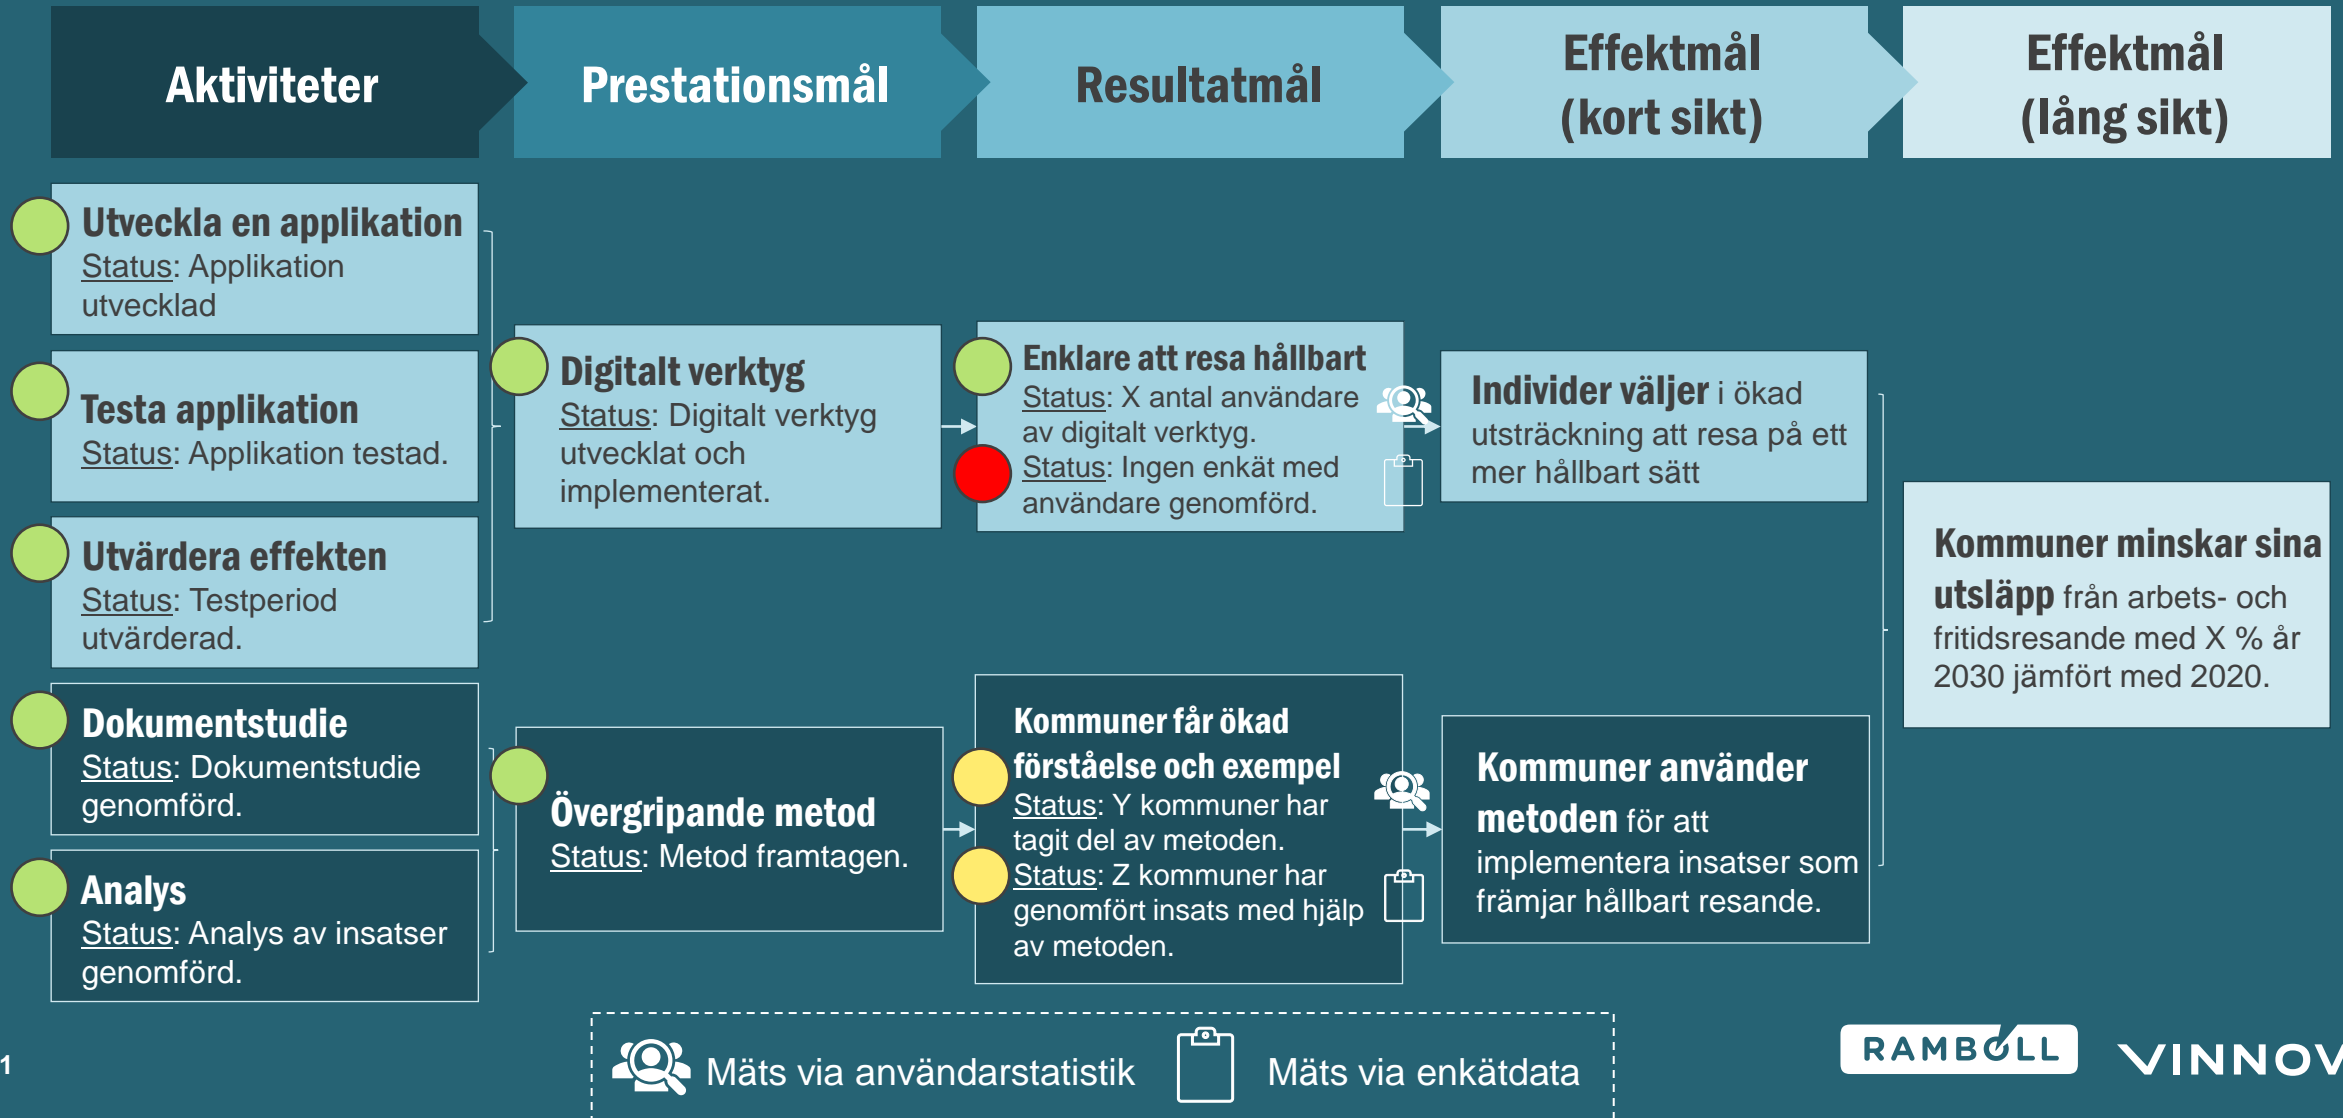 Aktiviteter
Prestationsmål
Resultatmål
Effektmål
(kort sikt)
Effektmål
(lång sikt)
Utveckla en applikation
Status: Applikation
utvecklad
Testa applikation
Status: Applikation testad.
Utvärdera effekten
Status: Testperiod
utvärderad.
Dokumentstudie
Status: Dokumentstudie
genomförd.
Analys
Status: Analys av insatser
genomförd.
Digitalt verktyg
Status: Digitalt verktyg
utvecklat och
implementerat.
Övergripande metod
Status: Metod framtagen.
Enklare att resa hållbart
Status: X antal användare
av digitalt verktyg.
Status: Ingen enkät med
användare genomförd.
Kommuner får ökad
förståelse och exempel
Status: Y kommuner har
tagit del av metoden.
Status: Z kommuner har
genomfört insats med hjälp
av metoden.
Individer väljer i ökad
utsträckning att resa på ett
mer hållbart sätt
Kommuner använder
metoden för att
implementera insatser som
främjar hållbart resande.
Kommuner minskar sina
utsläpp från arbets- och
fritidsresande med X % år
2030 jämfört med 2020.
1
Mäts via användarstatistik
Mäts via enkätdata
RAMBOLL
VINNOV